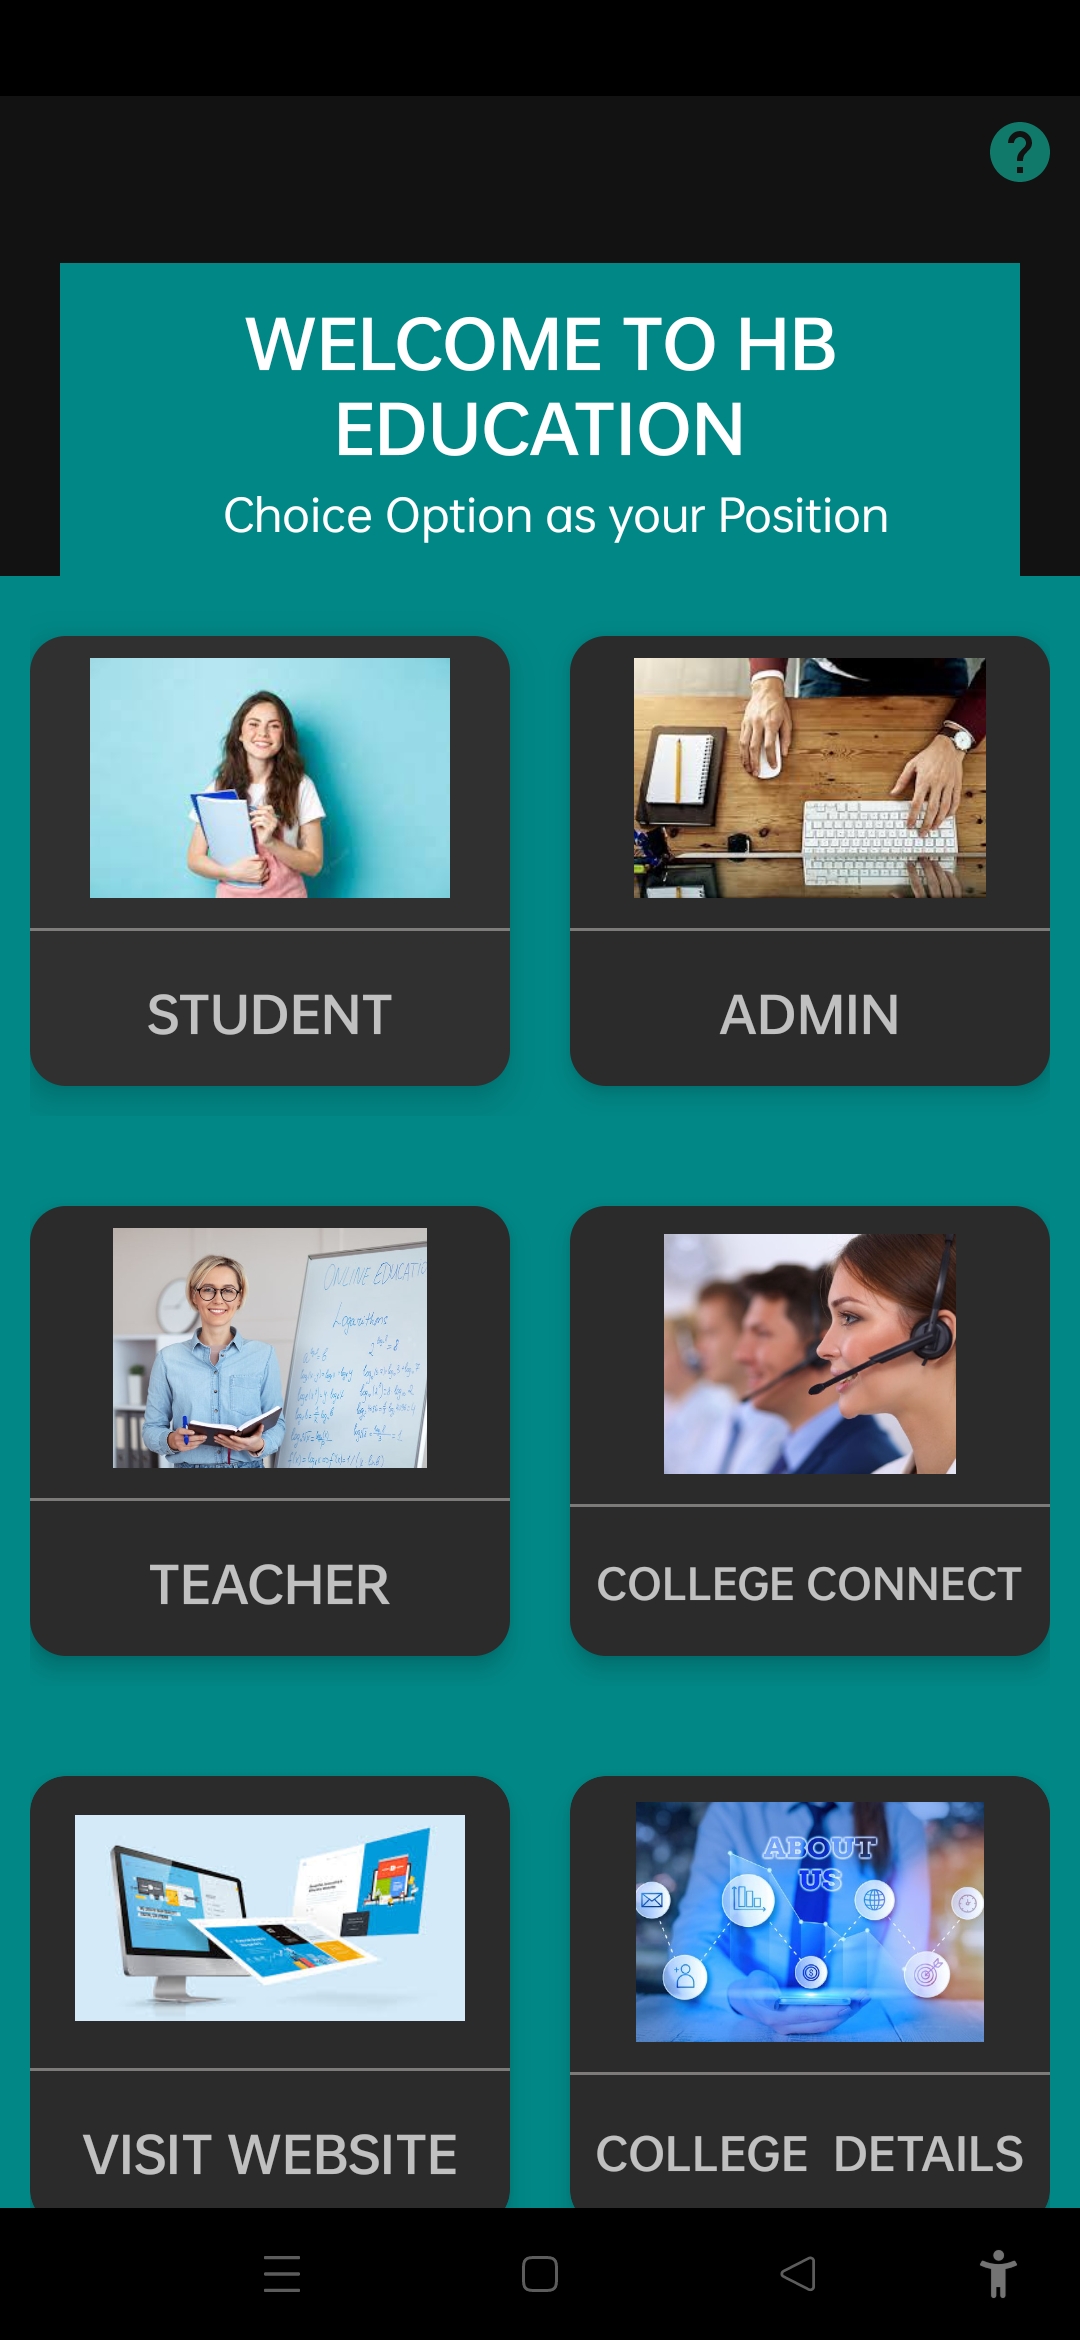 ?
WELCOME TO HB
EDUCATION
Choice Option as your Position
STUDENT
ADMIN
ONLINE EDUCATIO
Logarithms
TEACHER
COLLEGE CONNECT
ABOUT
US
VISIT WEBSITE
COLLEGE DETAILS